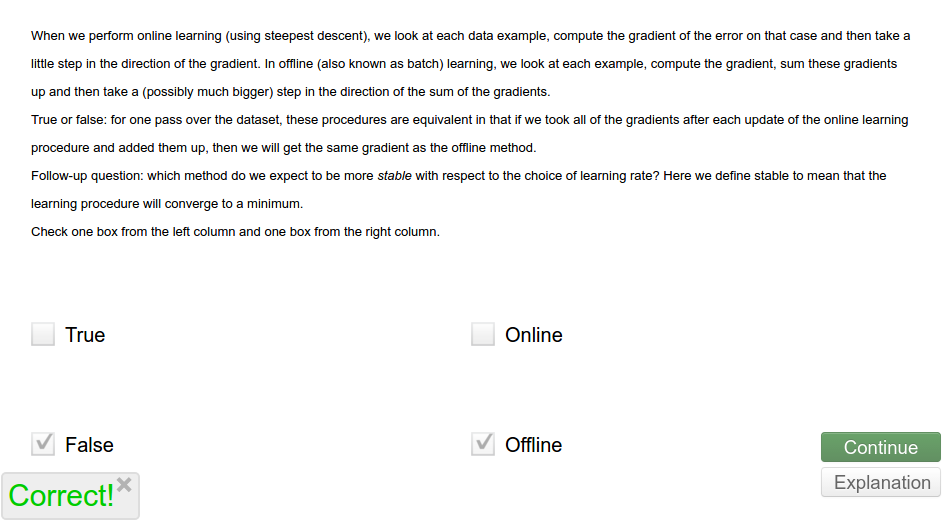 When we perform online learning (using steepest descent), we look at each data example, compute the gradient of the error on that case and then take a
little step in the direction of the gradient. In offline (also known as batch) learning, we look at each example, compute the gradient, sum these gradients
up and then take a (possibly much bigger) step in the direction of the sum of the gradients.
True or false: for one pass over the dataset, these procedures are equivalent in that if we took all of the gradients after each update of the online learning
procedure and added them up, then we will get the same gradient as the offline method.
Follow-up question: which method do we expect to be more stable with respect to the choice of learning rate? Here we define stable to mean that the
learning procedure will converge to a minimum.
Check one box from the left column and one box from the right column.
True
Online
False
Offline
Continue
Correct!
Explanation